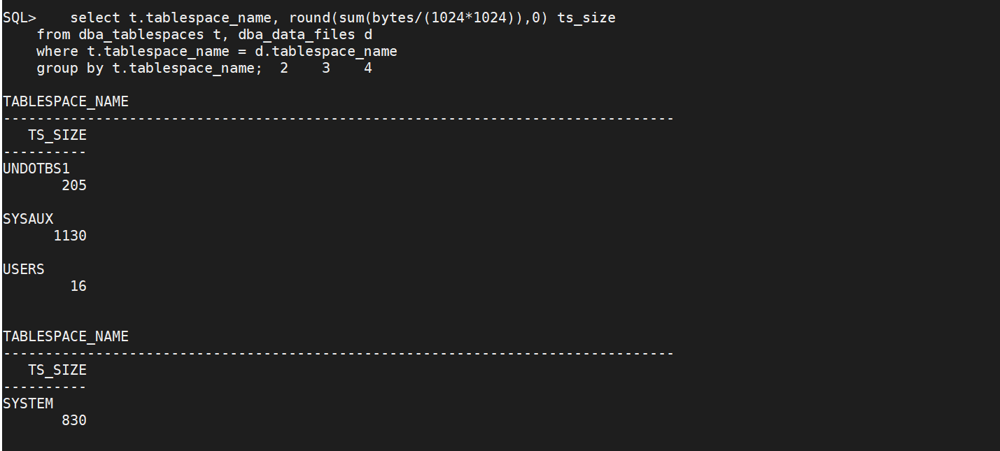 SQL>    select t.tablespace_name, round(sum(bytes/(1024*1024)),0) ts_size
    from dba_tablespaces t, dba_data_files d
    where t.tablespace_name = d.tablespace_name
    group by t.tablespace_name;  2    3    4

TABLESPACE_NAME
--------------------------------------------------------------------------------
   TS_SIZE
----------
UNDOTBS1
       205

SYSAUX
      1130

USERS
        16


TABLESPACE_NAME
--------------------------------------------------------------------------------
   TS_SIZE
----------
SYSTEM
       830